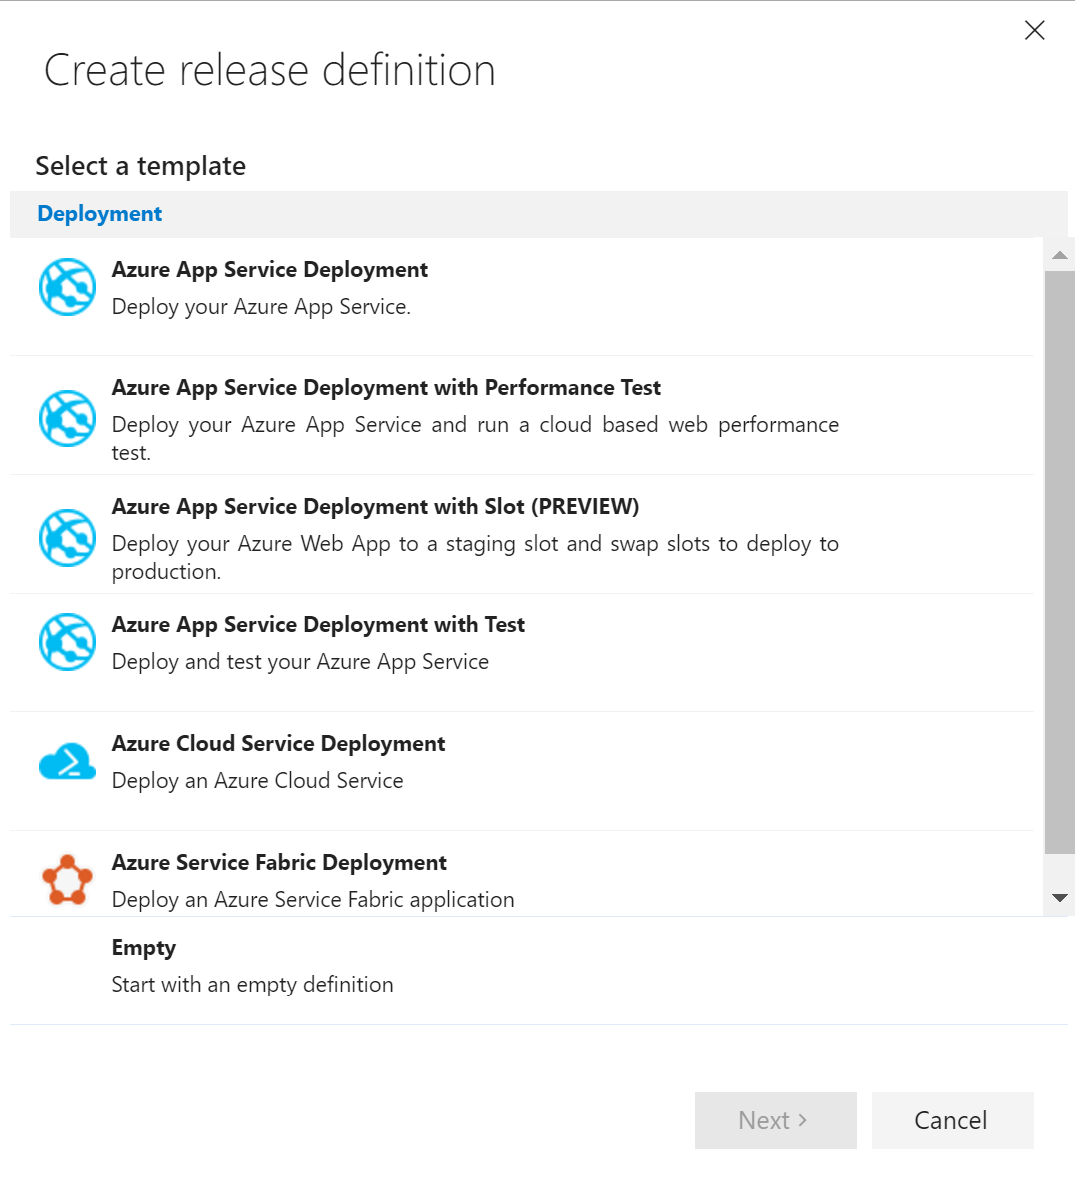 Create release definition
Select a template
Deployment
Azure App Service Deployment
Deploy your Azure App Service.
Azure App Service Deployment with Performance Test
Deploy your Azure App Service and run a cloud based web performance
test.
Azure App Service Deployment with Slot (PREVIEW)
Deploy your Azure Web App to a staging slot and swap slots to deploy to
production.
Azure App Service Deployment with Test
Deploy and test your Azure App Service
Azure Cloud Service Deployment
Deploy an Azure Cloud Service
Azure Service Fabric Deployment
Deploy an Azure Service Fabric application
Empty
Start with an empty definition
Next >
Cancel